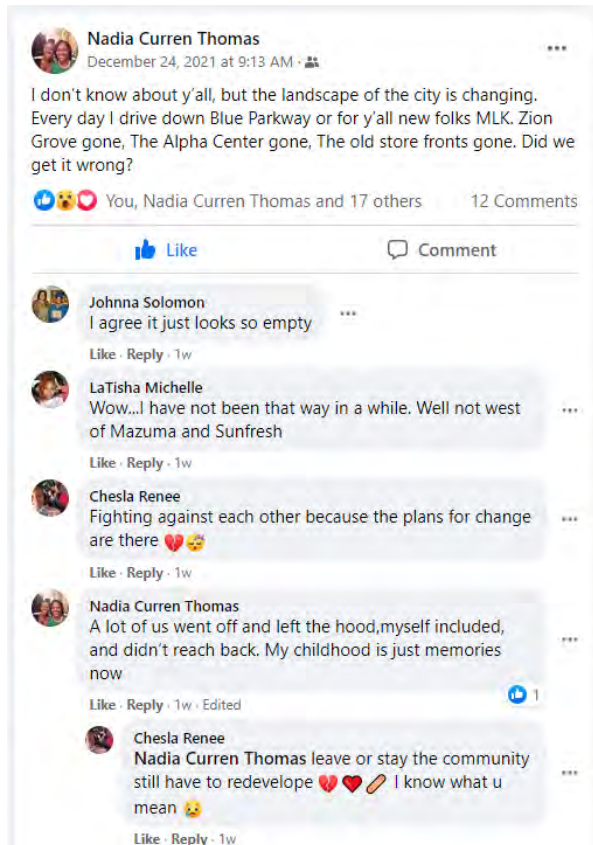 Nadia Curren Thomas
December 24, 2021 at 9:13 AM ·
I don't know about y'all, but the landscape of the city is changing.
Every day I drive down Blue Parkway or for y'all new folks MLK. Zion
Grove gone, The Alpha Center gone, The old store fronts gone. Did we
get it wrong?
You, Nadia Curren Thomas and 17 others 12 Comments
Like Comment
Johnna Solomon
I agree it just looks so empty
Like · Reply · 1w
LaTisha Michelle
Wow...I have not been that way in a while. Well not west
of Mazuma and Sunfresh
Like · Reply · 1w
Chesla Renee
Fighting against each other because the plans for change
are there 💔😴
Like · Reply · 1w
Nadia Curren Thomas
A lot of us went off and left the hood,myself included,
and didn't reach back. My childhood is just memories
now
1
Like · Reply · 1w · Edited
Chesla Renee
Nadia Curren Thomas leave or stay the community
still have to redevelope 💔❤️🩹 I know what u
mean 😢
Like · Reply · 1w